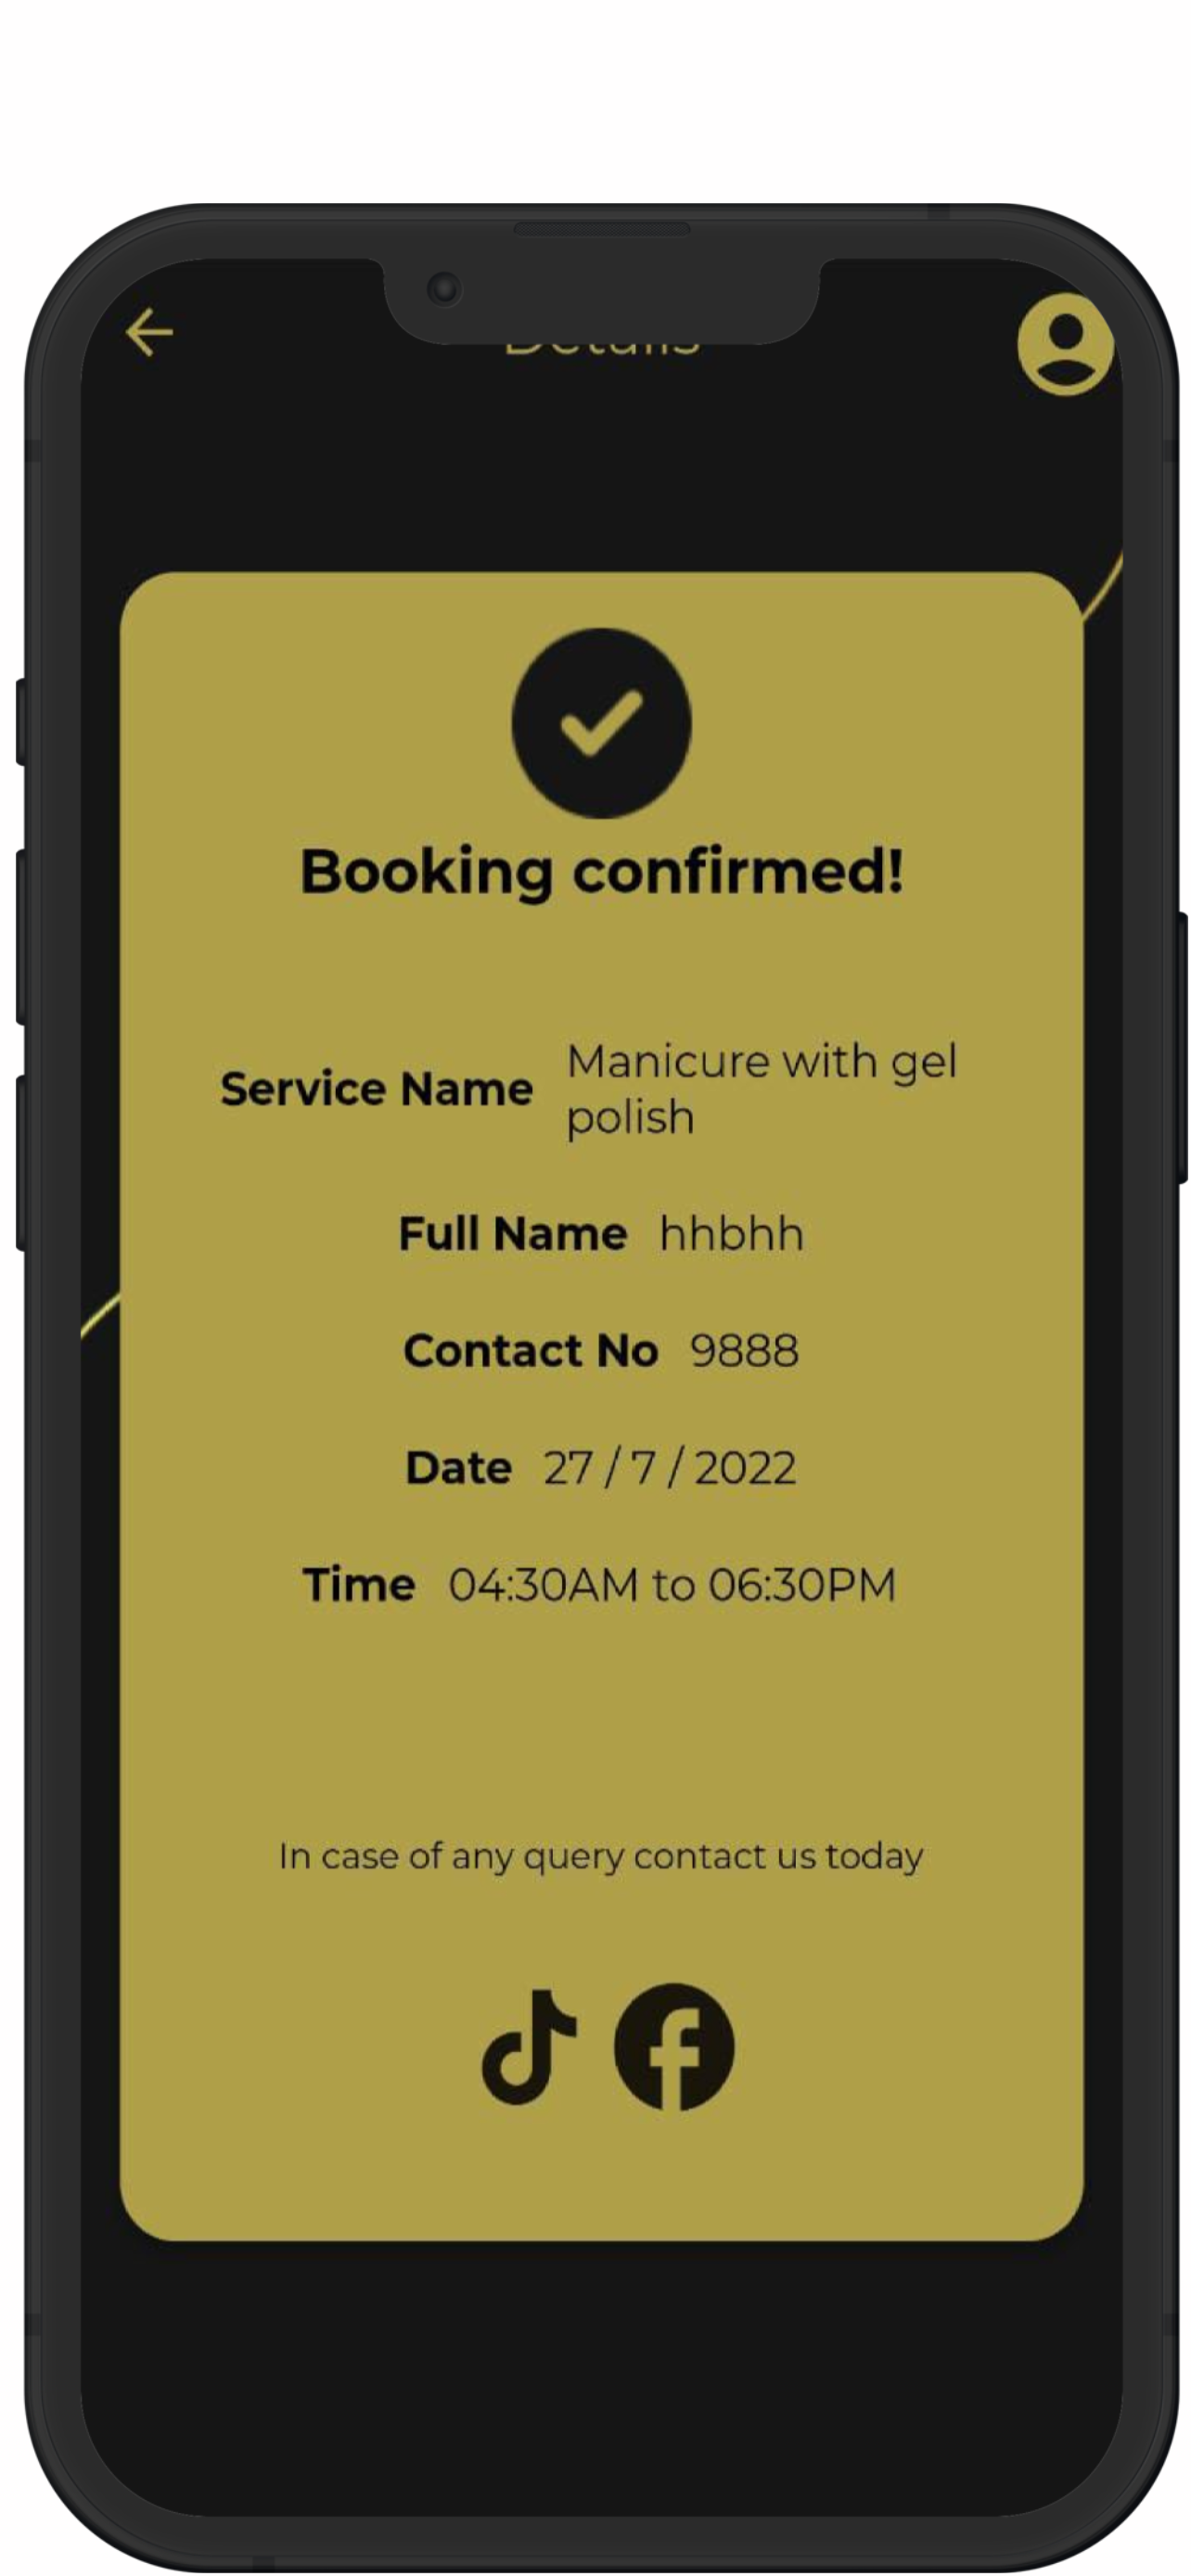 Details
Booking confirmed!
Service Name Manicure with gel
polish
Full Name hhbhh
Contact No 9888
Date 27 / 7 / 2022
Time 04:30AM to 06:30PM
In case of any query contact us today